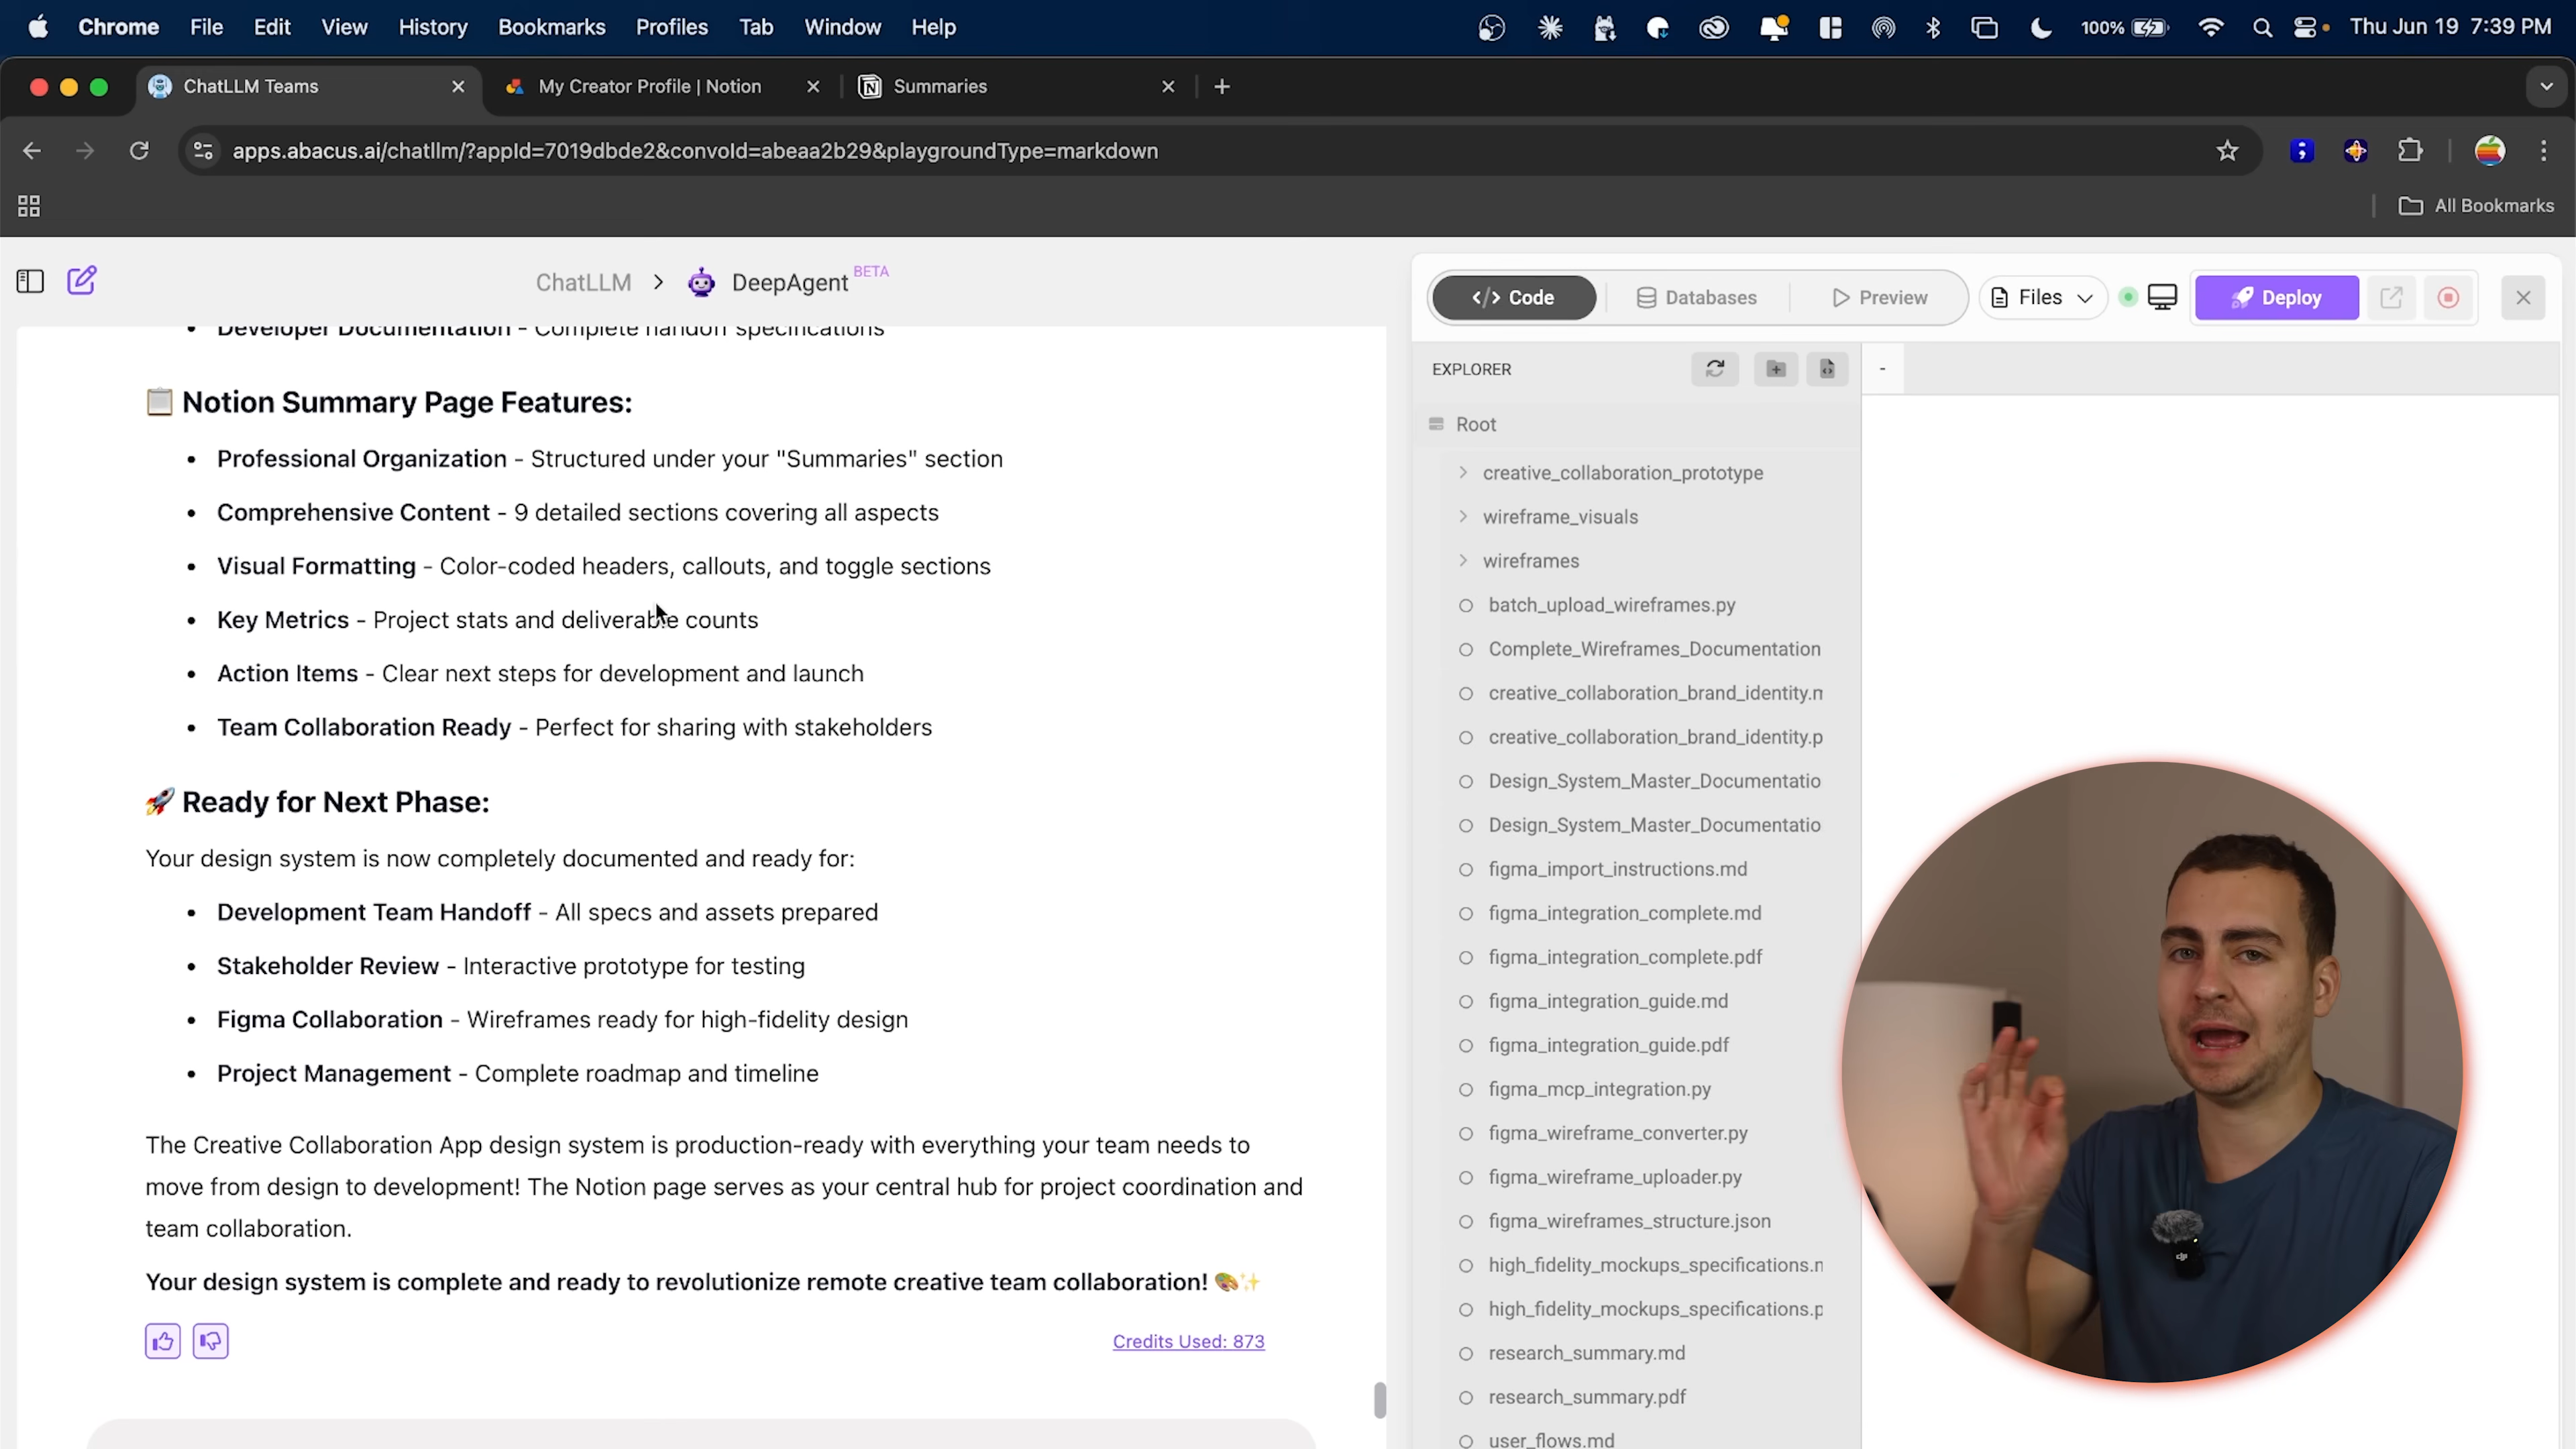 Chrome File Edit View History Bookmarks Profiles Tab Window Help 100% Thu Jun 19 7:39 PM
ChatLLM Teams My Creator Profile | Notion Summaries
apps.abacus.ai/chatllm/?appId=7019dbde2&convoId=abeaa2b29&playgroundType=markdown
All Bookmarks
ChatLLM > DeepAgent BETA
• Developer Documentation - Complete handoff specifications
📋 Notion Summary Page Features:
• Professional Organization - Structured under your "Summaries" section
• Comprehensive Content - 9 detailed sections covering all aspects
• Visual Formatting - Color-coded headers, callouts, and toggle sections
• Key Metrics - Project stats and deliverable counts
• Action Items - Clear next steps for development and launch
• Team Collaboration Ready - Perfect for sharing with stakeholders
🚀 Ready for Next Phase:
Your design system is now completely documented and ready for:
• Development Team Handoff - All specs and assets prepared
• Stakeholder Review - Interactive prototype for testing
• Figma Collaboration - Wireframes ready for high-fidelity design
• Project Management - Complete roadmap and timeline
The Creative Collaboration App design system is production-ready with everything your team needs to
move from design to development! The Notion page serves as your central hub for project coordination and
team collaboration.
Your design system is complete and ready to revolutionize remote creative team collaboration! 🎨✨
Credits Used: 873
</> Code Databases Preview Files Deploy
EXPLORER
-
Root
creative_collaboration_prototype
wireframe_visuals
wireframes
batch_upload_wireframes.py
Complete_Wireframes_Documentation
creative_collaboration_brand_identity.m
creative_collaboration_brand_identity.p
Design_System_Master_Documentatio
Design_System_Master_Documentatio
figma_import_instructions.md
figma_integration_complete.md
figma_integration_complete.pdf
figma_integration_guide.md
figma_integration_guide.pdf
figma_mcp_integration.py
figma_wireframe_converter.py
figma_wireframe_uploader.py
figma_wireframes_structure.json
high_fidelity_mockups_specifications.m
high_fidelity_mockups_specifications.p
research_summary.md
research_summary.pdf
user_flows.md
dji